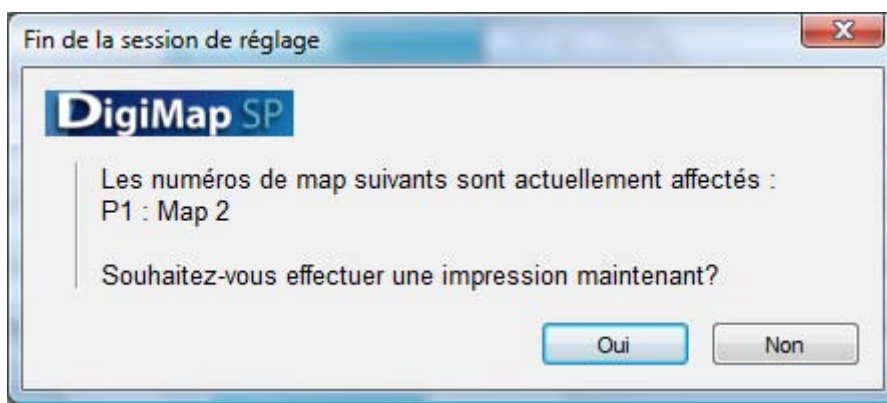 Fin de la session de réglage
DigiMap SP
Les numéros de map suivants sont actuellement affectés :
P1 : Map 2
Souhaitez-vous effectuer une impression maintenant?
Oui Non